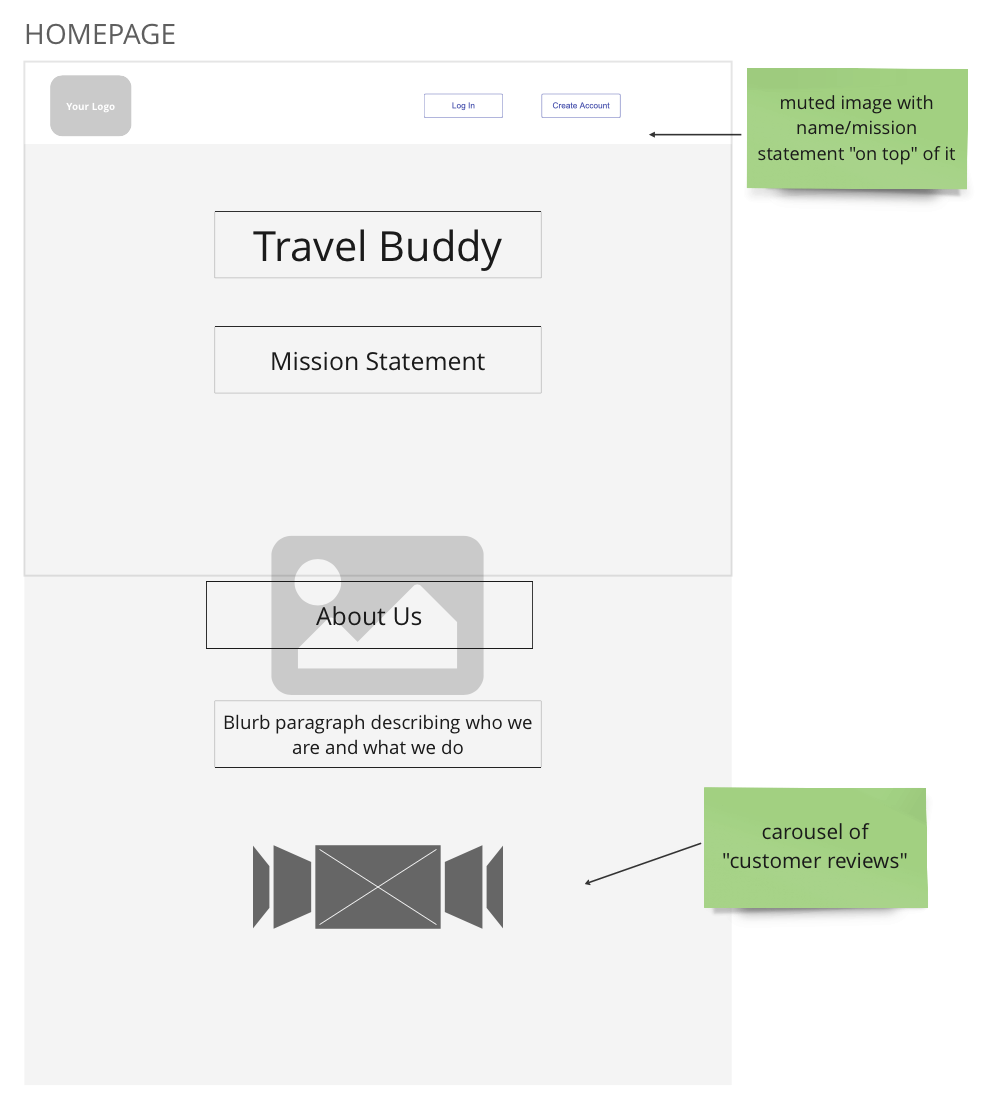 HOMEPAGE
Your Logo
Log In
Create Account
muted image with
name/mission
statement "on top" of it
Travel Buddy
Mission Statement
About Us
Blurb paragraph describing who we
are and what we do
carousel of
"customer reviews"